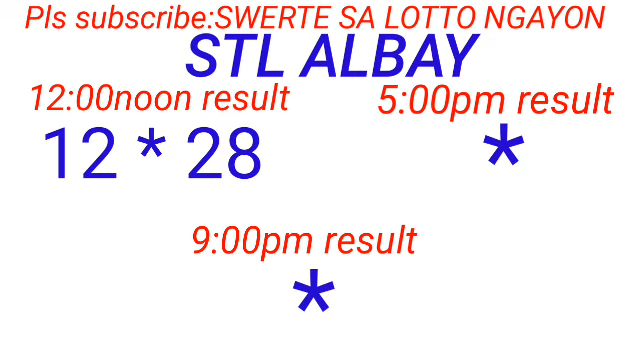 Pls subscribe:SWERTE SA LOTTO NGAYON
STL ALBAY
12:00noon result
5:00pm result
12 * 28
*
9:00pm result
*